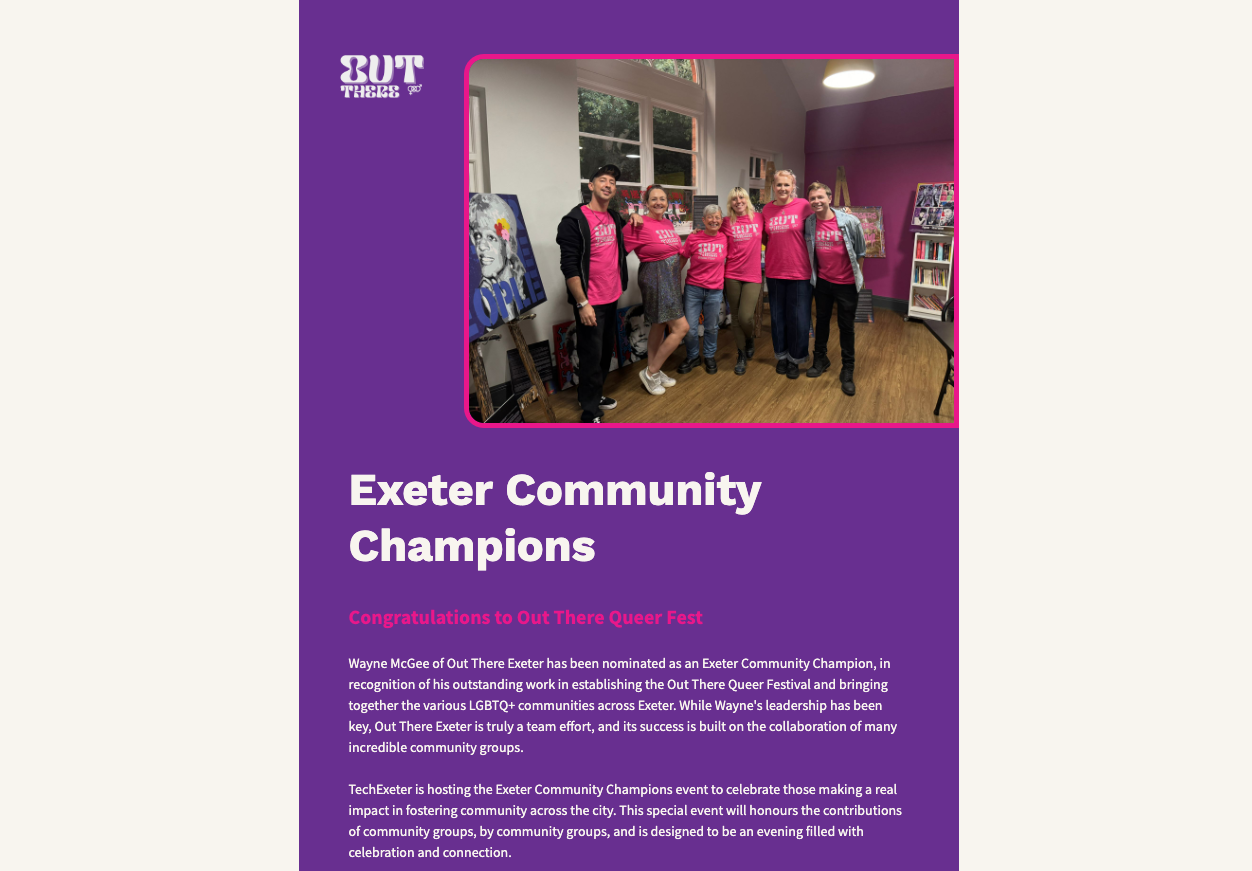 OUT
THERE
OUT
OUT
OUT
OUT
OUT
OPLE
Exeter Community
Champions
Congratulations to Out There Queer Fest
Wayne McGee of Out There Exeter has been nominated as an Exeter Community Champion, in
recognition of his outstanding work in establishing the Out There Queer Festival and bringing
together the various LGBTQ+ communities across Exeter. While Wayne's leadership has been
key, Out There Exeter is truly a team effort, and its success is built on the collaboration of many
incredible community groups.
TechExeter is hosting the Exeter Community Champions event to celebrate those making a real
impact in fostering community across the city. This special event will honours the contributions
of community groups, by community groups, and is designed to be an evening filled with
celebration and connection.